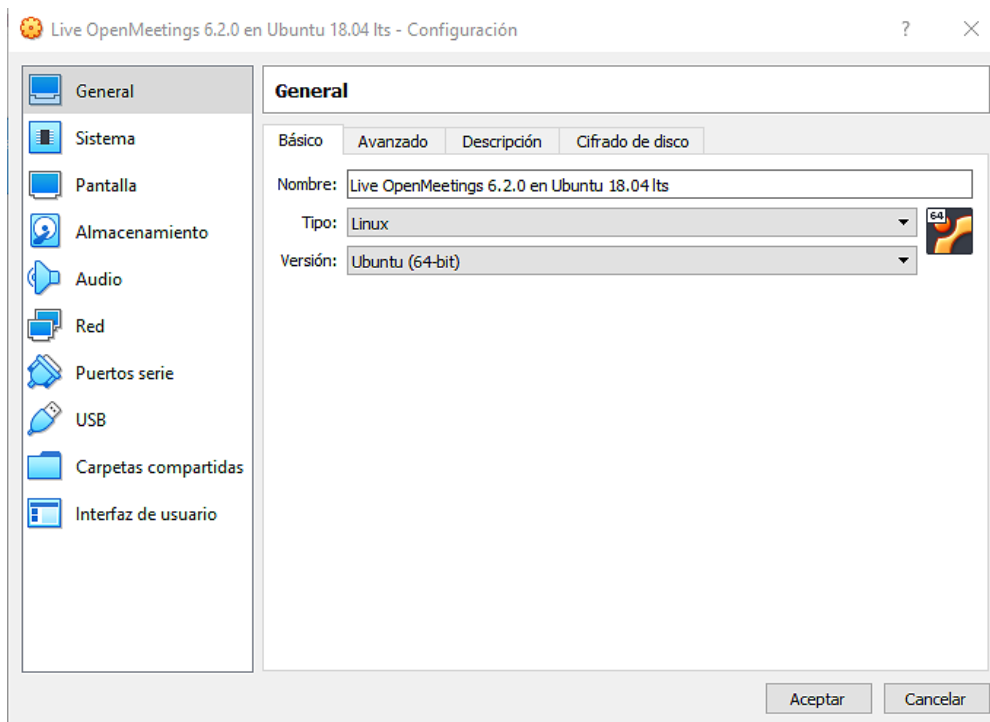 Live OpenMeetings 6.2.0 en Ubuntu 18.04 lts - Configuración
?
General
Sistema
Pantalla
Almacenamiento
Audio
Red
Puertos serie
USB
Carpetas compartidas
Interfaz de usuario
General
Básico Avanzado Descripción Cifrado de disco
Nombre: Live OpenMeetings 6.2.0 en Ubuntu 18.04 lts
Tipo: Linux
64
Versión: Ubuntu (64-bit)
Aceptar Cancelar